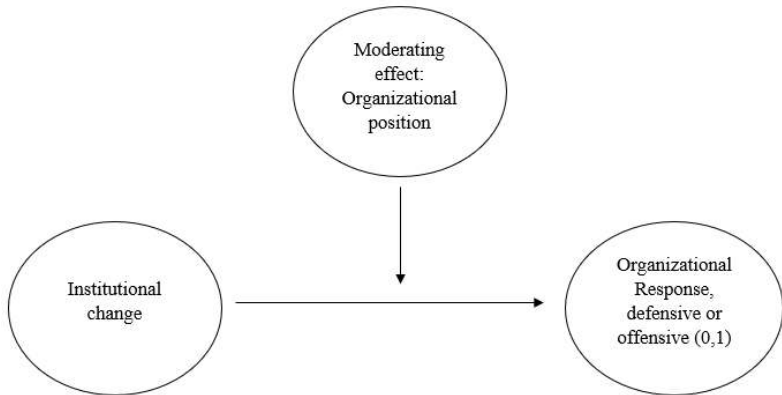 Moderating
effect:
Organizational
position
Institutional
change
Organizational
Response,
defensive or
offensive (0,1)